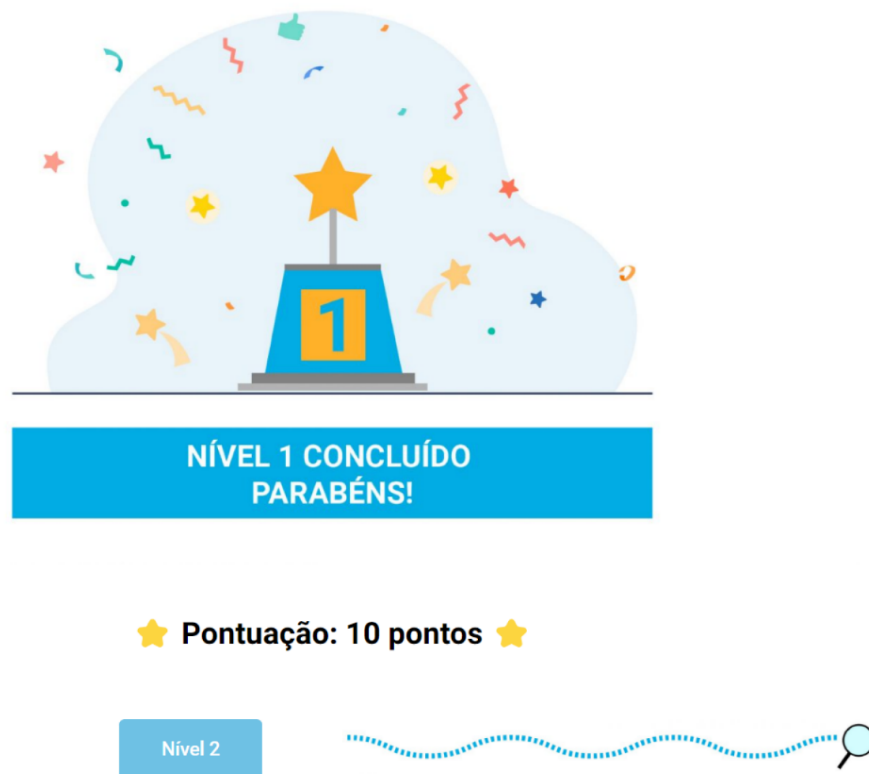 1
NÍVEL 1 CONCLUÍDO
PARABÉNS!
Pontuação: 10 pontos
Nível 2